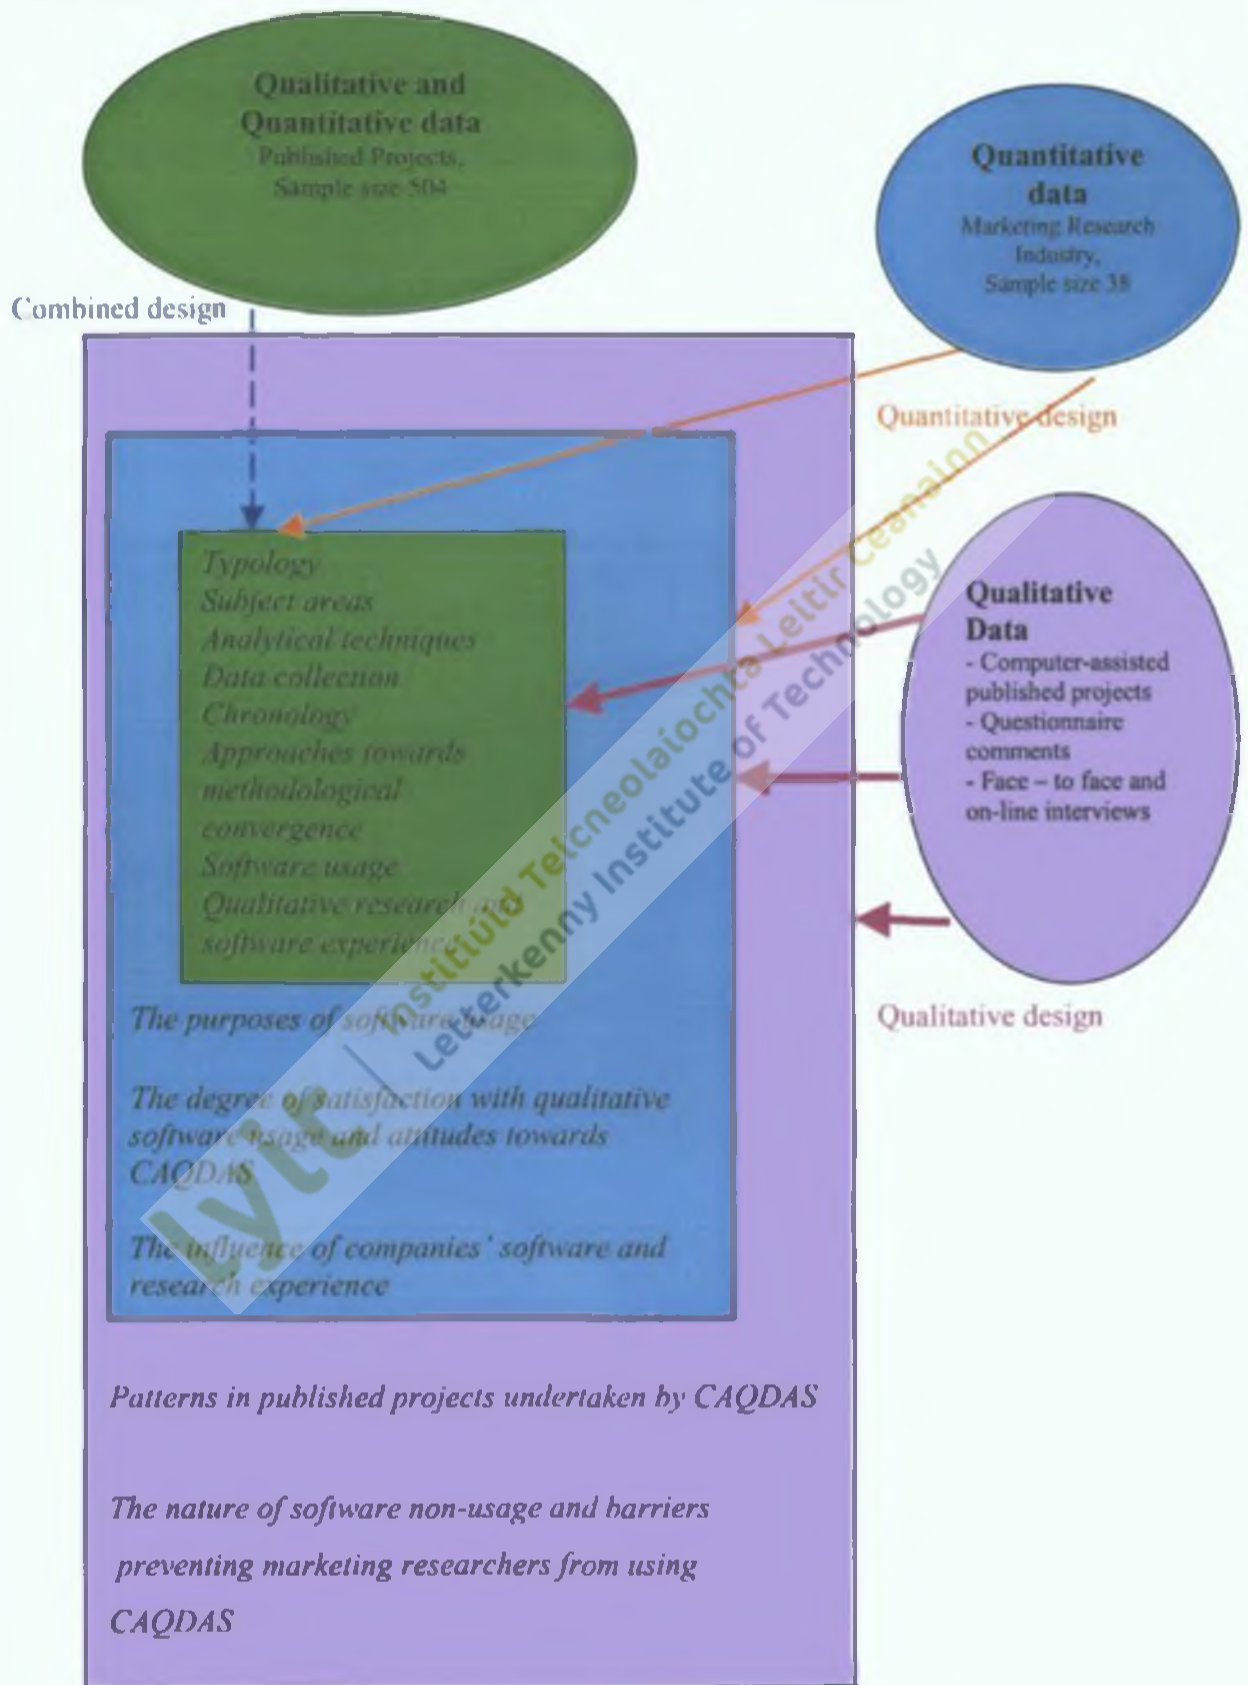 Qualitative and
Quantitative data
Published Projects,
Sample size 504
Quantitative
data
Marketing Research
Industry,
Sample size 38
Combined design
Quantitative design
Typology
Subject areas
Analytical techniques
Data collection
Chronology
Approaches towards
methodological
convergence
Software usage
Qualitative research and
software experience
Qualitative
Data
- Computer-assisted
published projects
- Questionnaire
comments
- Face – to face and
on-line interviews
Qualitative design
The purposes of software usage
The degree of satisfaction with qualitative
software usage and attitudes towards
CAQDAS
The influence of companies' software and
research experience
Patterns in published projects undertaken by CAQDAS
The nature of software non-usage and barriers
preventing marketing researchers from using
CAQDAS
lyit
Institiúid Teicneolaíochta Leitir Ceanainn
Letterkenny Institute of Technology